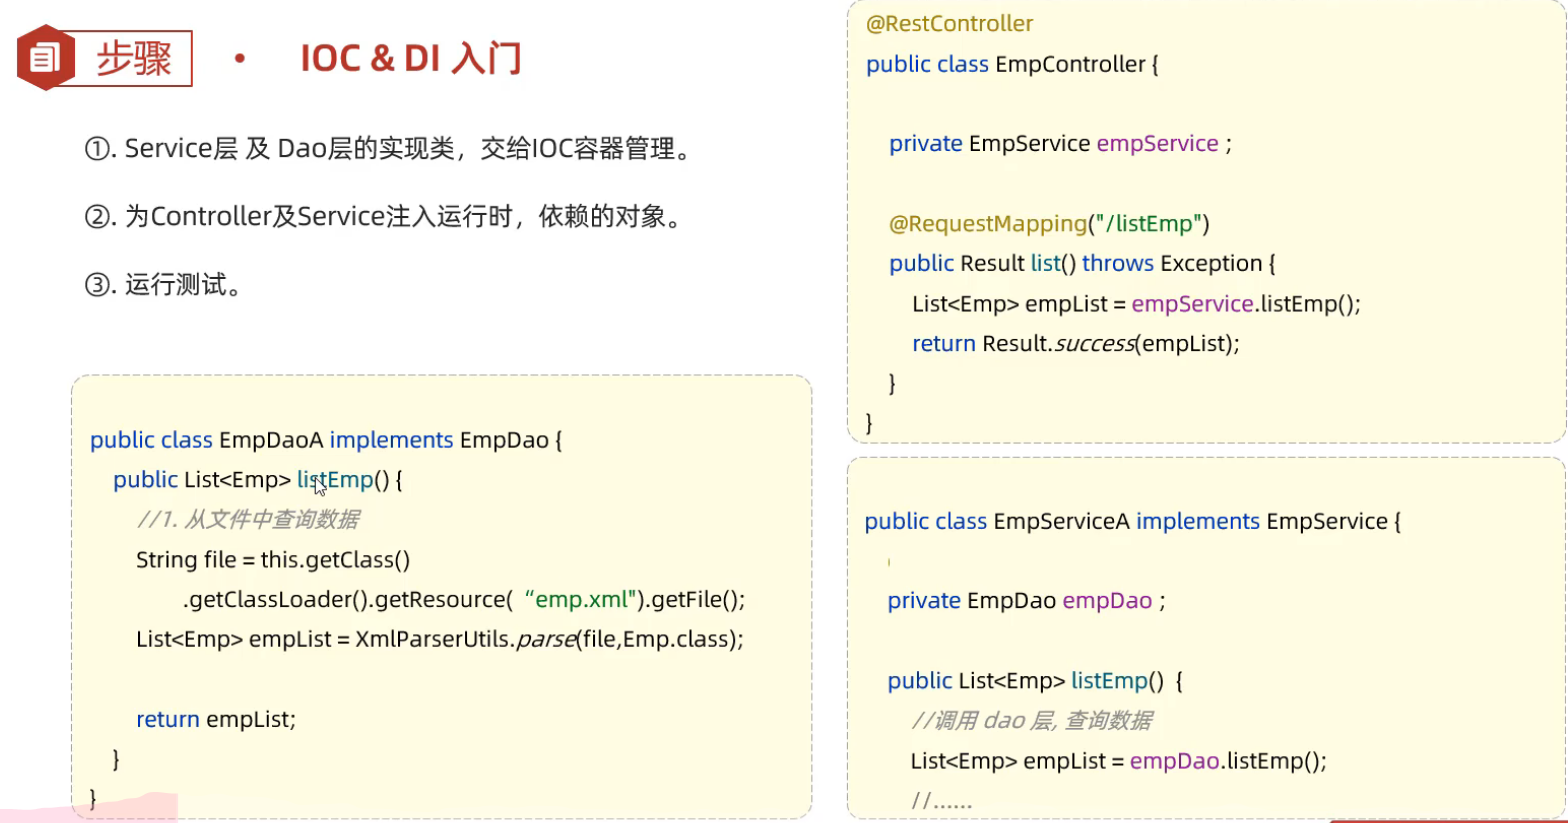 步骤
IOC & DI 入门
①. Service层 及 Dao层的实现类，交给IOC容器管理。
②. 为Controller及Service注入运行时，依赖的对象。
③. 运行测试。
public class EmpDaoA implements EmpDao {
public List<Emp> listEmp() {
//1. 从文件中查询数据
String file = this.getClass()
.getClassLoader().getResource( “emp.xml").getFile();
List<Emp> empList = XmlParserUtils.parse(file,Emp.class);
return empList;
}
}
@RestController
public class EmpController {
private EmpService empService ;
@RequestMapping("/listEmp")
public Result list() throws Exception {
List<Emp> empList = empService.listEmp();
return Result.success(empList);
}
}
public class EmpServiceA implements EmpService {
private EmpDao empDao ;
public List<Emp> listEmp() {
//调用 dao 层, 查询数据
List<Emp> empList = empDao.listEmp();
//......